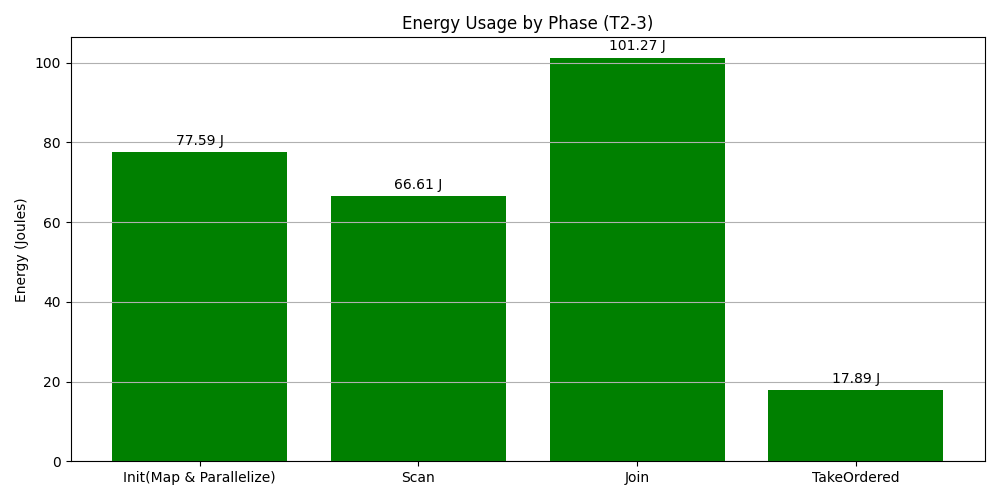 Energy Usage by Phase (T2-3)
Energy (Joules)
100
80
60
40
20
0
77.59 J
66.61 J
101.27 J
17.89 J
Init(Map & Parallelize)
Scan
Join
TakeOrdered